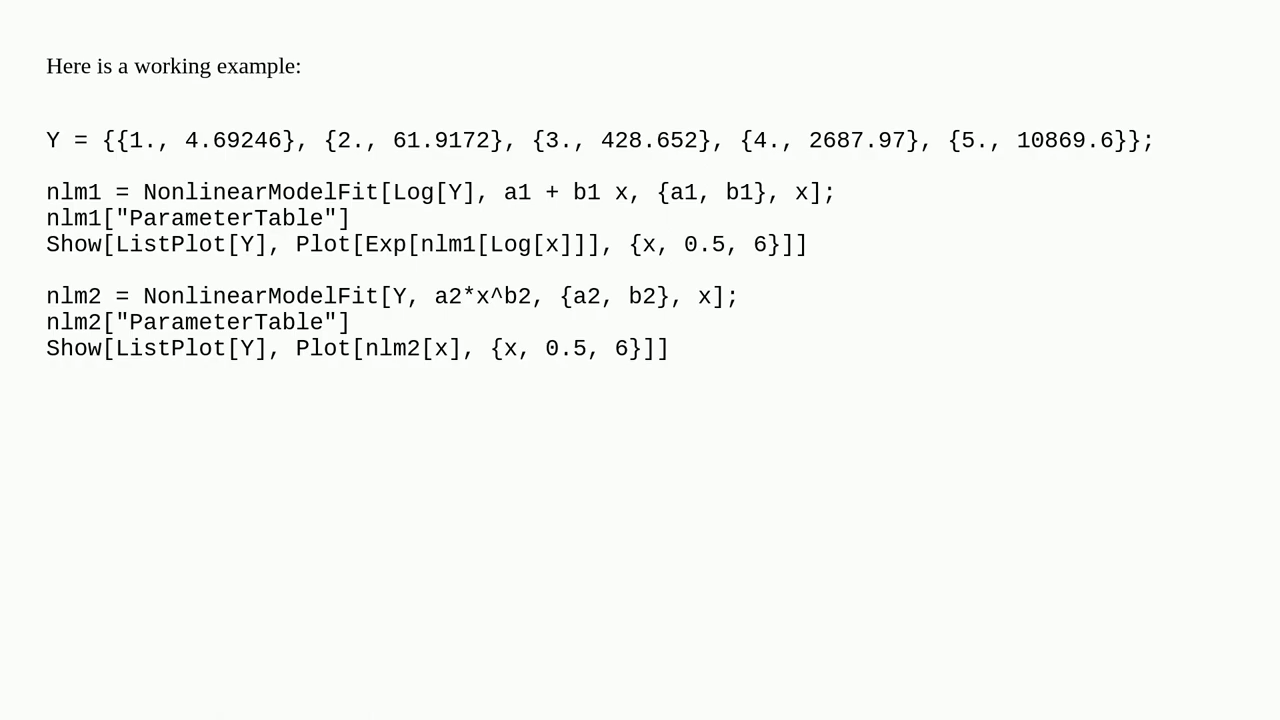 Here is a working example:
Y = {{1., 4.69246}, {2., 61.9172}, {3., 428.652}, {4., 2687.97}, {5., 10869.6}};
nlm1 = NonlinearModelFit[Log[Y], a1 + b1 x, {a1, b1}, x];
nlm1["ParameterTable"]
Show[ListPlot[Y], Plot[Exp[nlm1[Log[x]]], {x, 0.5, 6}]]
nlm2 = NonlinearModelFit[Y, a2*x^b2, {a2, b2}, x];
nlm2["ParameterTable"]
Show[ListPlot[Y], Plot[nlm2[x], {x, 0.5, 6}]]